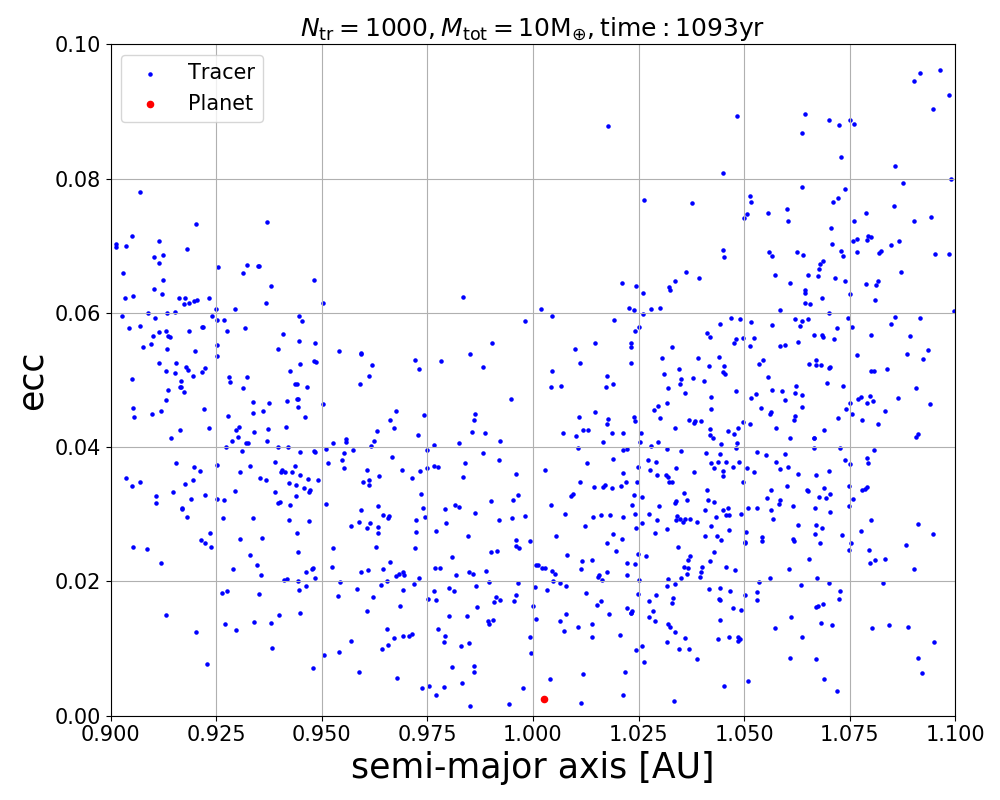 N_tr = 1000, M_tot = 10M_⊕, time : 1093yr
0.10
Tracer
Planet
0.08
0.06
ecc
0.04
0.02
0.00
0.900 0.925 0.950 0.975 1.000 1.025 1.050 1.075 1.100
semi-major axis [AU]